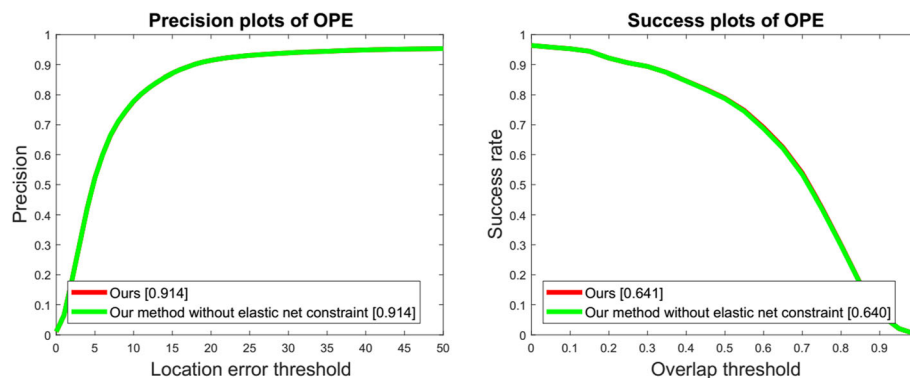 Precision plots of OPE
1
0.9
0.8
0.7
0.6
0.5
0.4
0.3
0.2
0.1
0
Precision
Ours [0.914]
Our method without elastic net constraint [0.914]
0 5 10 15 20 25 30 35 40 45 50
Location error threshold
Success plots of OPE
1
0.9
0.8
0.7
0.6
0.5
0.4
0.3
0.2
0.1
0
Success rate
Ours [0.641]
Our method without elastic net constraint [0.640]
0 0.1 0.2 0.3 0.4 0.5 0.6 0.7 0.8 0.9
Overlap threshold